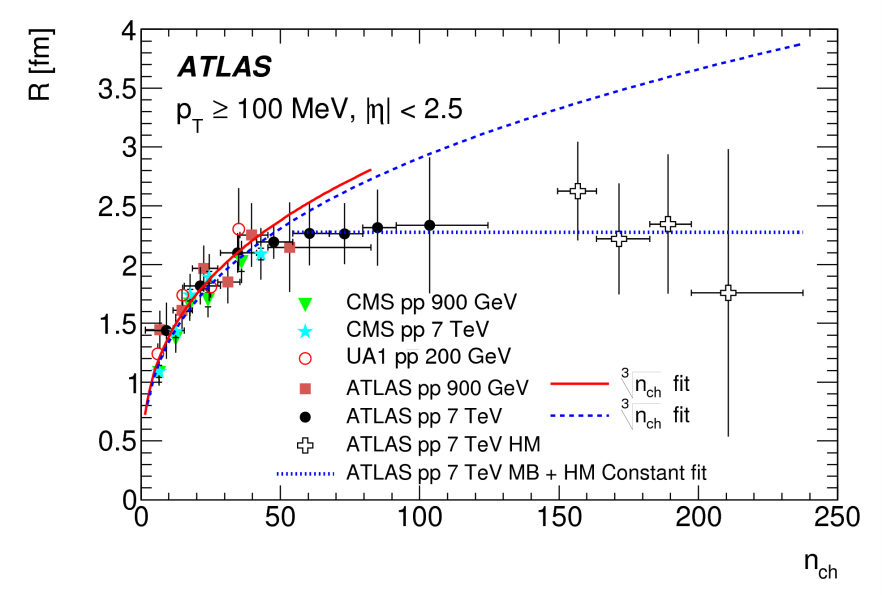 R [fm]
4
3.5
3
2.5
2
1.5
1
0.5
0
ATLAS
p_T ≥ 100 MeV, |η| < 2.5
CMS pp 900 GeV
CMS pp 7 TeV
UA1 pp 200 GeV
ATLAS pp 900 GeV
ATLAS pp 7 TeV
ATLAS pp 7 TeV HM
ATLAS pp 7 TeV MB + HM Constant fit
∛n_ch fit
∛n_ch fit
0 50 100 150 200 250
n_ch